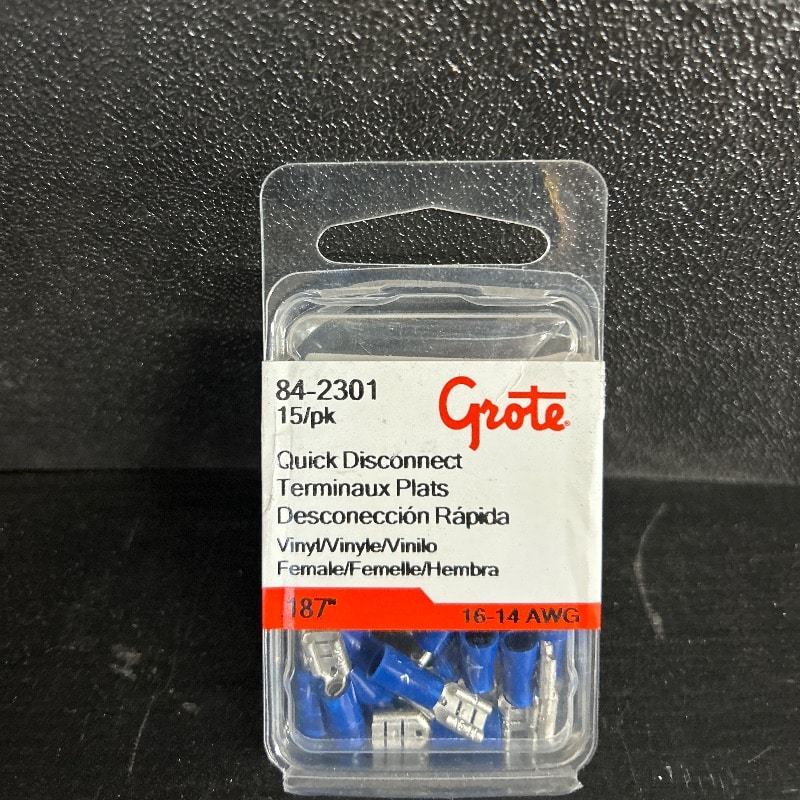 84-2301
15/pk
Grote®
Quick Disconnect
Terminaux Plats
Desconección Rápida
Vinyl/Vinyle/Vinilo
Female/Femelle/Hembra
187"
16-14 AWG